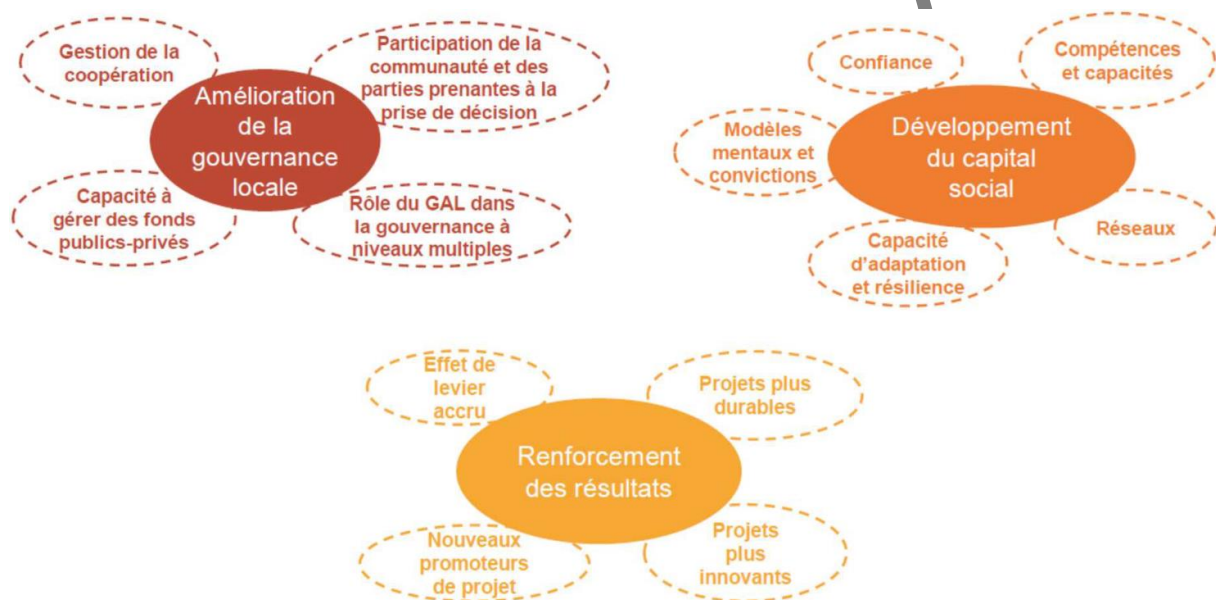 Gestion de la
coopération
Participation de la
communauté et des
parties prenantes à la
prise de décision
Amélioration
de la
gouvernance
locale
Capacité à
gérer des fonds
publics-privés
Rôle du GAL dans
la gouvernance à
niveaux multiples
Confiance
Compétences
et capacités
Modèles
mentaux et
convictions
Développement
du capital
social
Capacité
d'adaptation
et résilience
Réseaux
Effet de
levier
accru
Projets plus
durables
Renforcement
des résultats
Nouveaux
promoteurs
de projet
Projets
plus
innovants